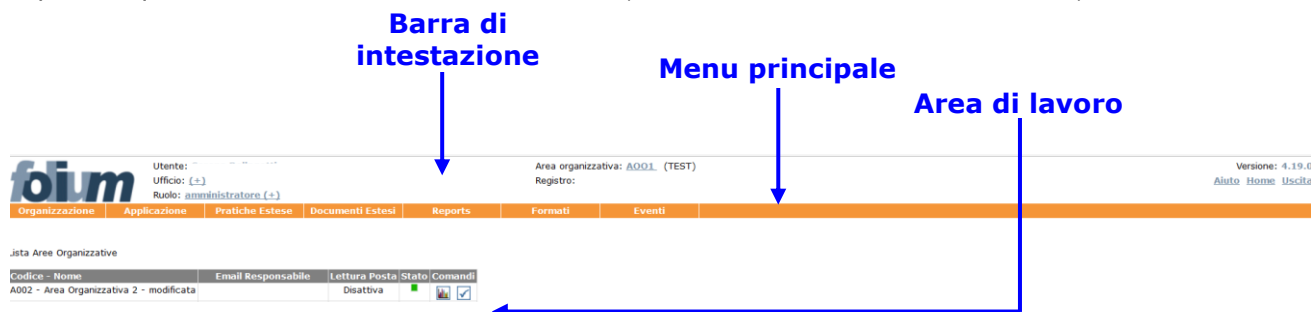 Barra di
intestazione
Menu principale
Area di lavoro
folium
Utente:
Area organizzativa: A001 (TEST)
Versione: 4.19.0
Ufficio: (+)
Registro:
Aiuto Home Uscita
Ruolo: amministratore (+)
Organizzazione Applicazione Pratiche Estese Documenti Estesi Reports Formati Eventi
Lista Aree Organizzative
Codice - Nome Email Responsabile Lettura Posta Stato Comandi
A002 - Area Organizzativa 2 - modificata Disattiva